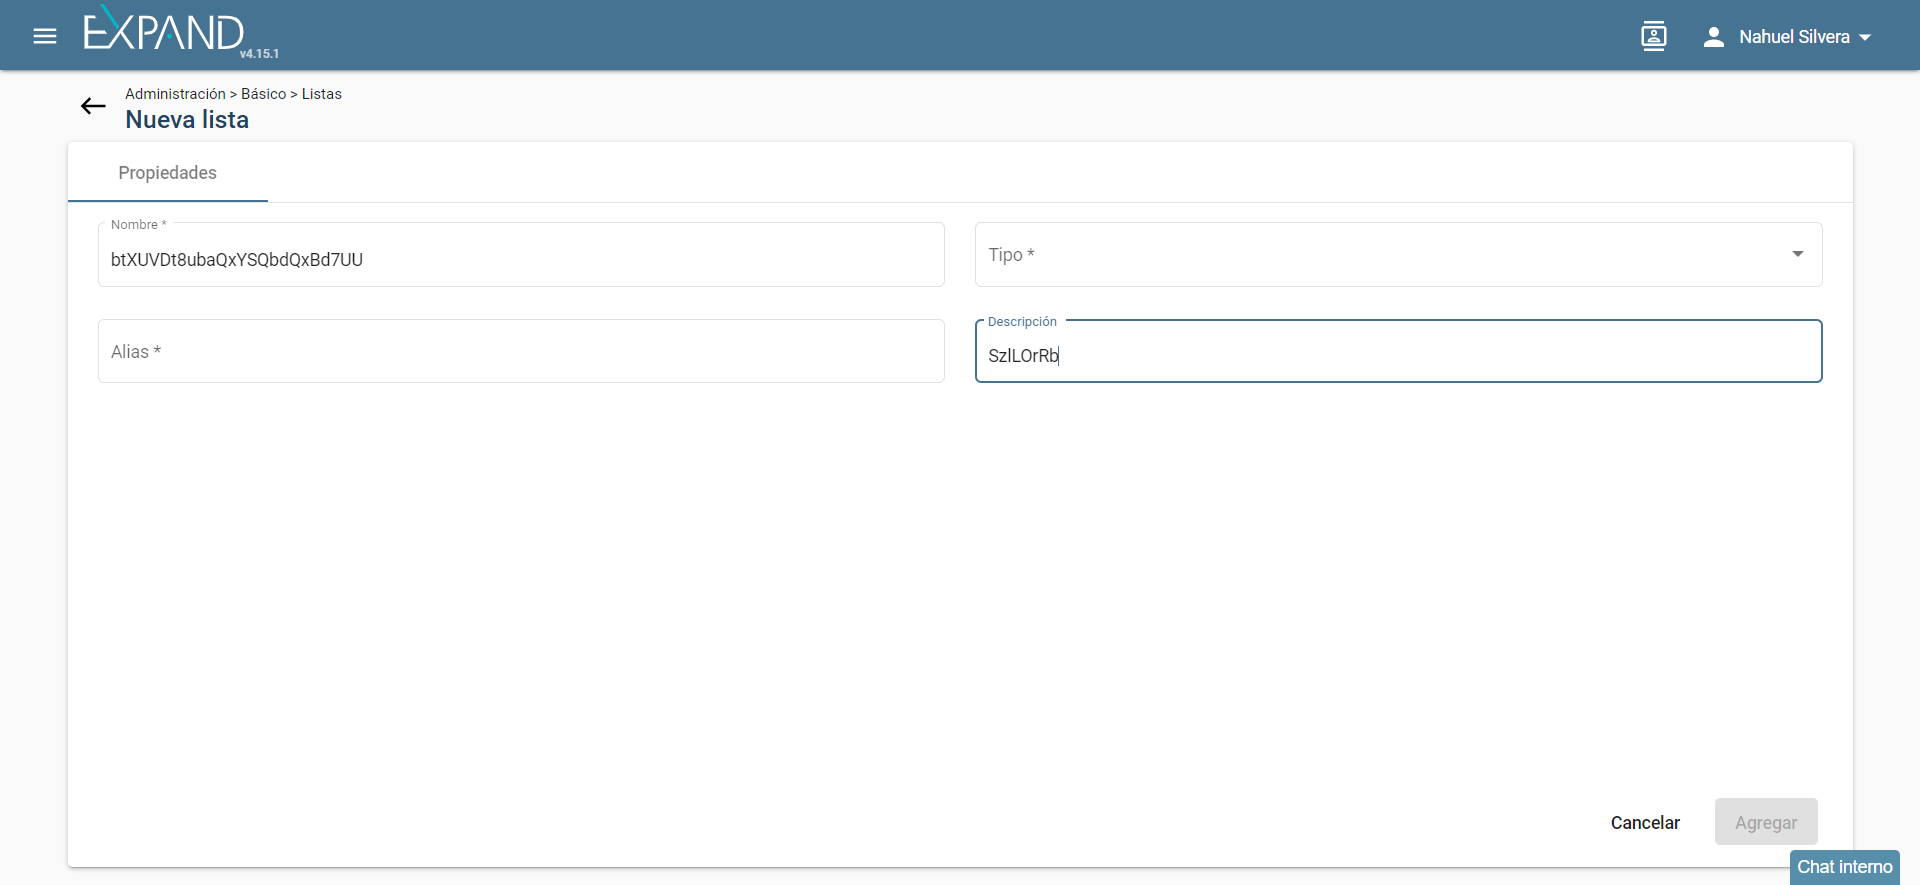 EXPAND
v4.15.1
Nahuel Silvera
Administración > Básico > Listas
Nueva lista
Propiedades
Nombre *
btXUVDt8ubaQxYSQbdQxBd7UU
Tipo *
Alias *
Descripción
SzlLOrRb
Cancelar
Agregar
Chat interno